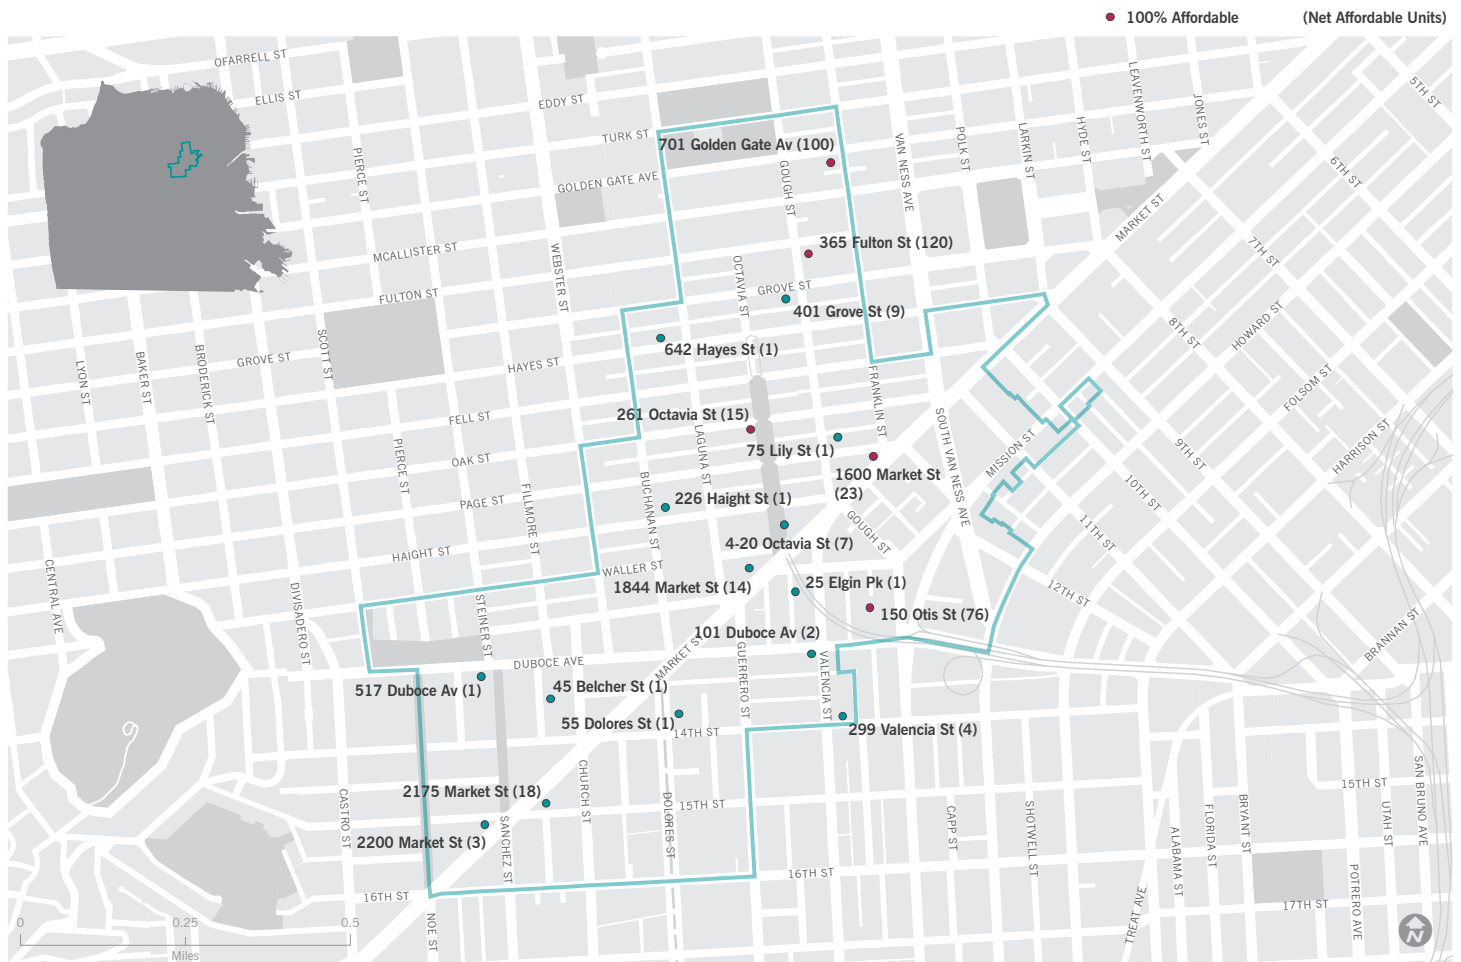 100% Affordable
(Net Affordable Units)
OFARRELL ST
ELLIS ST
EDDY ST
TURK ST
GOLDEN GATE AVE
MCALLISTER ST
FULTON ST
GROVE ST
HAYES ST
FELL ST
OAK ST
PAGE ST
HAIGHT ST
WALLER ST
DUBOCE AVE
14TH ST
15TH ST
16TH ST
16TH ST
15TH ST
17TH ST
GROVE ST
PIERCE ST
WEBSTER ST
OCTAVIA ST
GOUGH ST
VAN NESS AVE
POLK ST
LARKIN ST
HYDE ST
LEAVENWORTH ST
JONES ST
5TH ST
6TH ST
7TH ST
8TH ST
9TH ST
10TH ST
11TH ST
12TH ST
MARKET ST
HOWARD ST
FOLSOM ST
HARRISON ST
BRANNAN ST
MISSION ST
LYON ST
BAKER ST
BRODERICK ST
SCOTT ST
PIERCE ST
FILLMORE ST
BUCHANAN ST
LAGUNA ST
FRANKLIN ST
SOUTH VAN NESS AVE
GOUGH ST
CENTRAL AVE
DIVISADERO ST
STEINER ST
MARKET ST
GUERRERO ST
VALENCIA ST
CASTRO ST
SANCHEZ ST
CHURCH ST
DOLORES ST
NOE ST
CAPP ST
SHOTWELL ST
TREAT AVE
ALABAMA ST
FLORIDA ST
BRYANT ST
POTRERO AVE
UTAH ST
SAN BRUNO AVE
701 Golden Gate Av (100)
365 Fulton St (120)
401 Grove St (9)
642 Hayes St (1)
261 Octavia St (15)
75 Lily St (1)
1600 Market St
(23)
226 Haight St (1)
4-20 Octavia St (7)
1844 Market St (14)
25 Elgin Pk (1)
150 Otis St (76)
101 Duboce Av (2)
517 Duboce Av (1)
45 Belcher St (1)
55 Dolores St (1)
299 Valencia St (4)
2175 Market St (18)
2200 Market St (3)
0 0.25 0.5
Miles
N